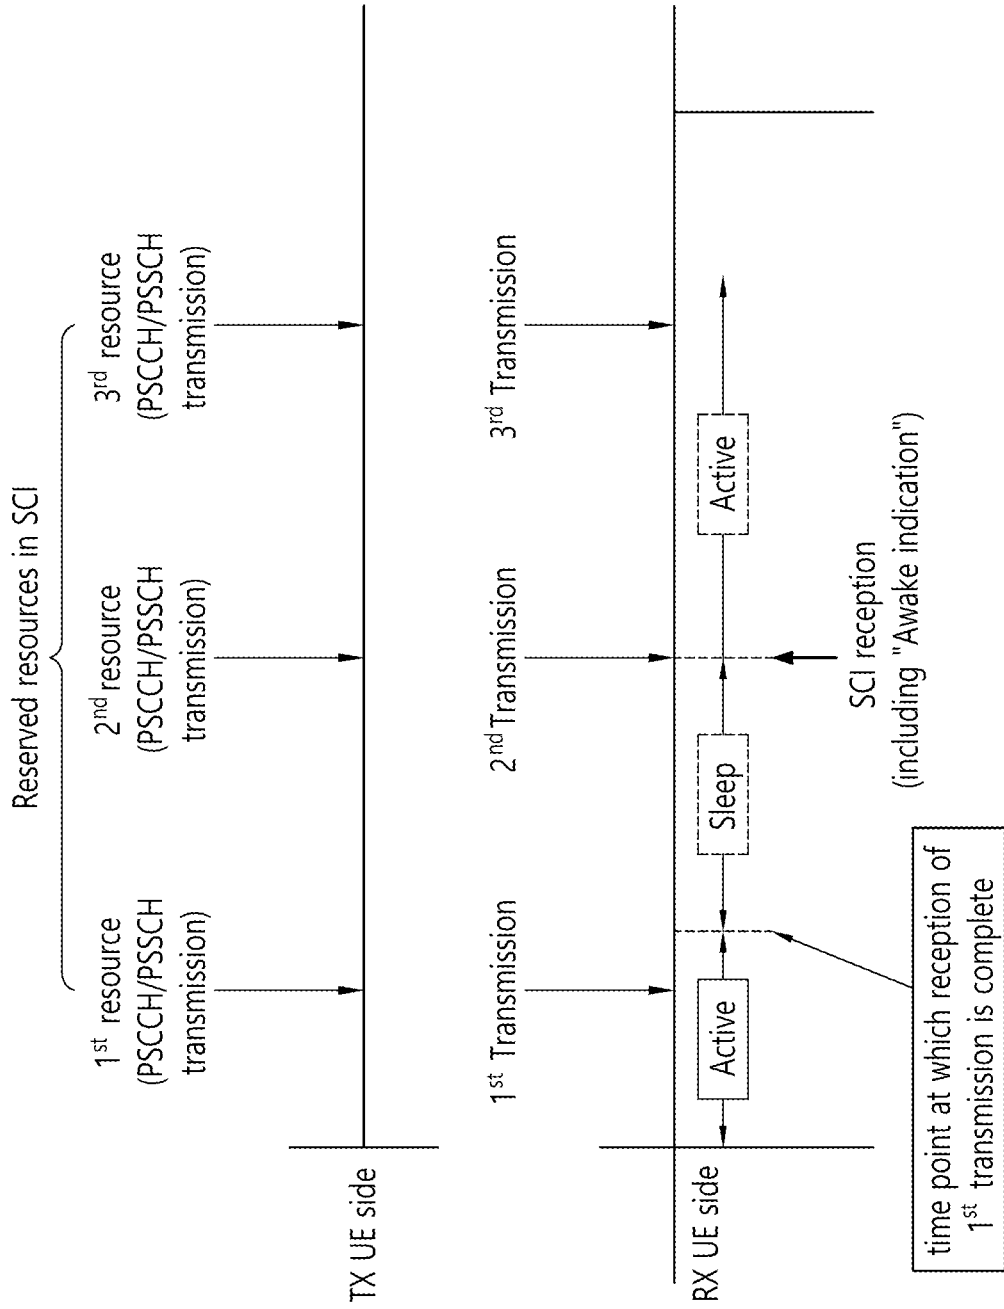 Reserved resources in SCI
1st resource
(PSCCH/PSSCH
transmission)
2nd resource
(PSCCH/PSSCH
transmission)
3rd resource
(PSCCH/PSSCH
transmission)
TX UE side
1st Transmission
2nd Transmission
3rd Transmission
RX UE side
Active
Sleep
Active
SCI reception
(including "Awake indication")
time point at which reception of
1st transmission is complete